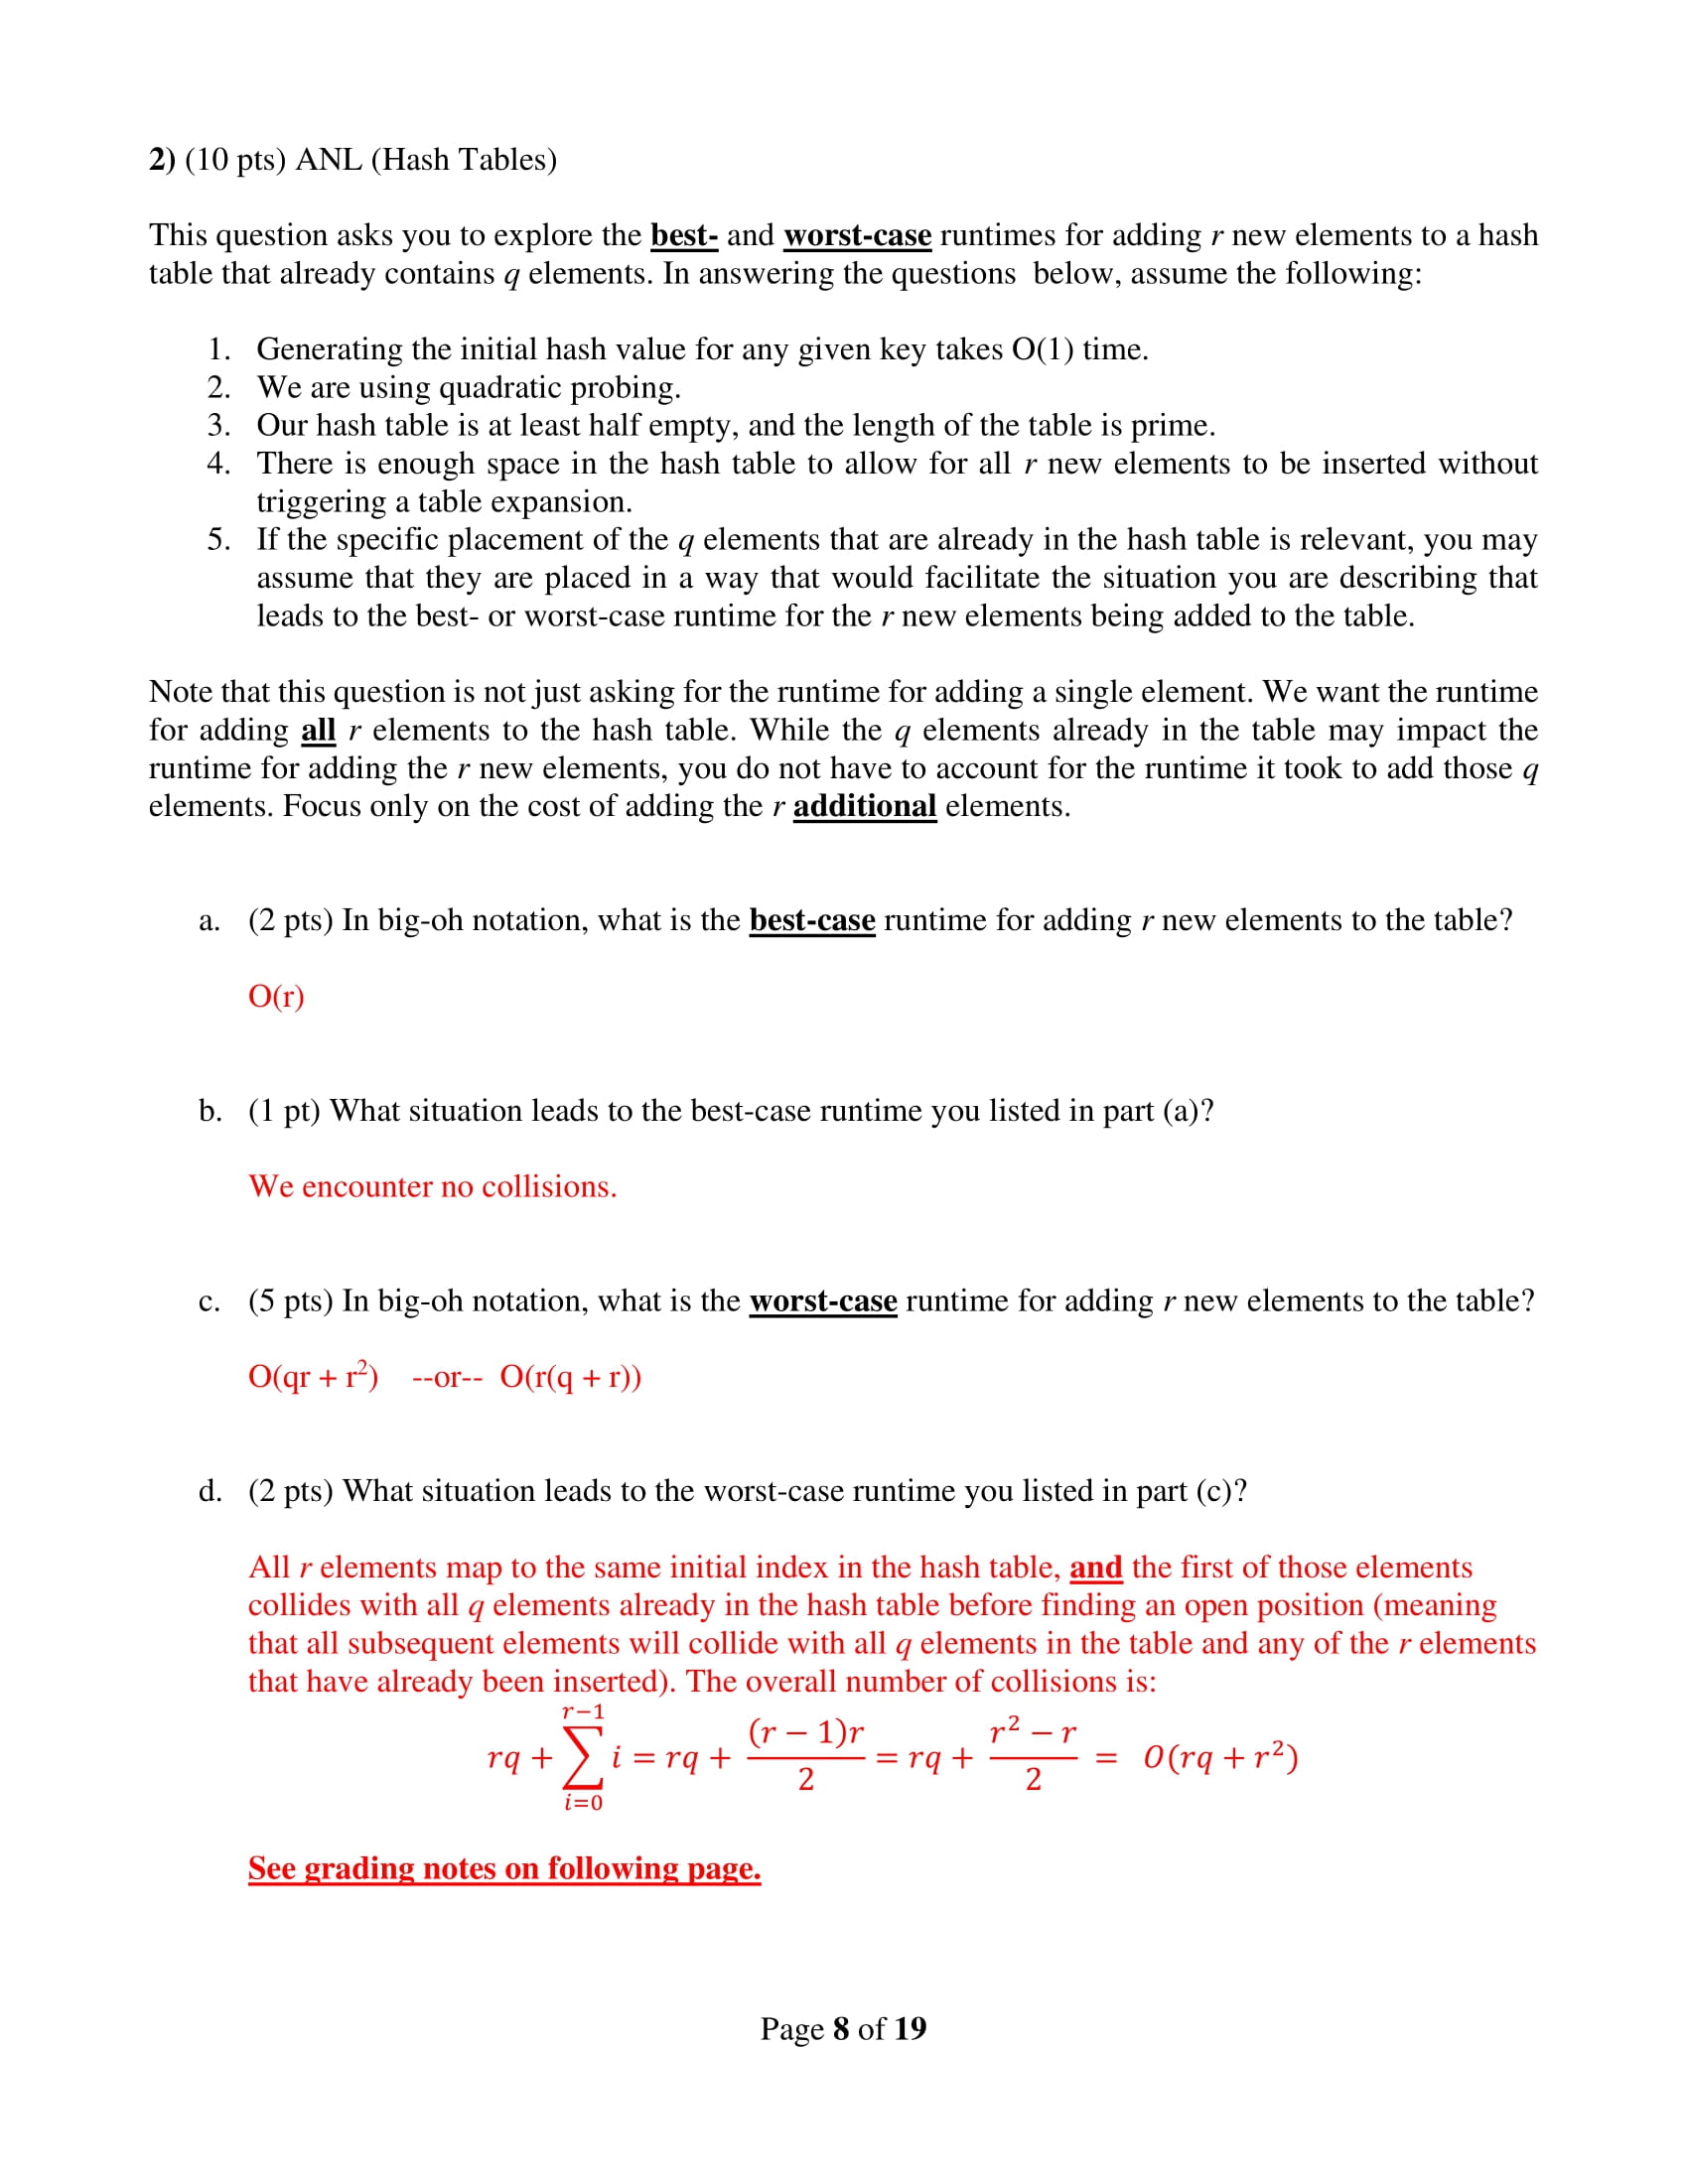 2) (10 pts) ANL (Hash Tables)
This question asks you to explore the best- and worst-case runtimes for adding r new elements to a hash
table that already contains q elements. In answering the questions  below, assume the following:
1. Generating the initial hash value for any given key takes O(1) time.
2. We are using quadratic probing.
3. Our hash table is at least half empty, and the length of the table is prime.
4. There is enough space in the hash table to allow for all r new elements to be inserted without
triggering a table expansion.
5. If the specific placement of the q elements that are already in the hash table is relevant, you may
assume that they are placed in a way that would facilitate the situation you are describing that
leads to the best- or worst-case runtime for the r new elements being added to the table.
Note that this question is not just asking for the runtime for adding a single element. We want the runtime
for adding all r elements to the hash table. While the q elements already in the table may impact the
runtime for adding the r new elements, you do not have to account for the runtime it took to add those q
elements. Focus only on the cost of adding the r additional elements.
a. (2 pts) In big-oh notation, what is the best-case runtime for adding r new elements to the table?
O(r)
b. (1 pt) What situation leads to the best-case runtime you listed in part (a)?
We encounter no collisions.
c. (5 pts) In big-oh notation, what is the worst-case runtime for adding r new elements to the table?
O(qr + r²)    --or--  O(r(q + r))
d. (2 pts) What situation leads to the worst-case runtime you listed in part (c)?
All r elements map to the same initial index in the hash table, and the first of those elements
collides with all q elements already in the hash table before finding an open position (meaning
that all subsequent elements will collide with all q elements in the table and any of the r elements
that have already been inserted). The overall number of collisions is:
rq + ∑_{i=0}^{r−1} i = rq + (r − 1)r / 2 = rq + (r² − r) / 2 = O(rq + r²)
See grading notes on following page.
Page 8 of 19